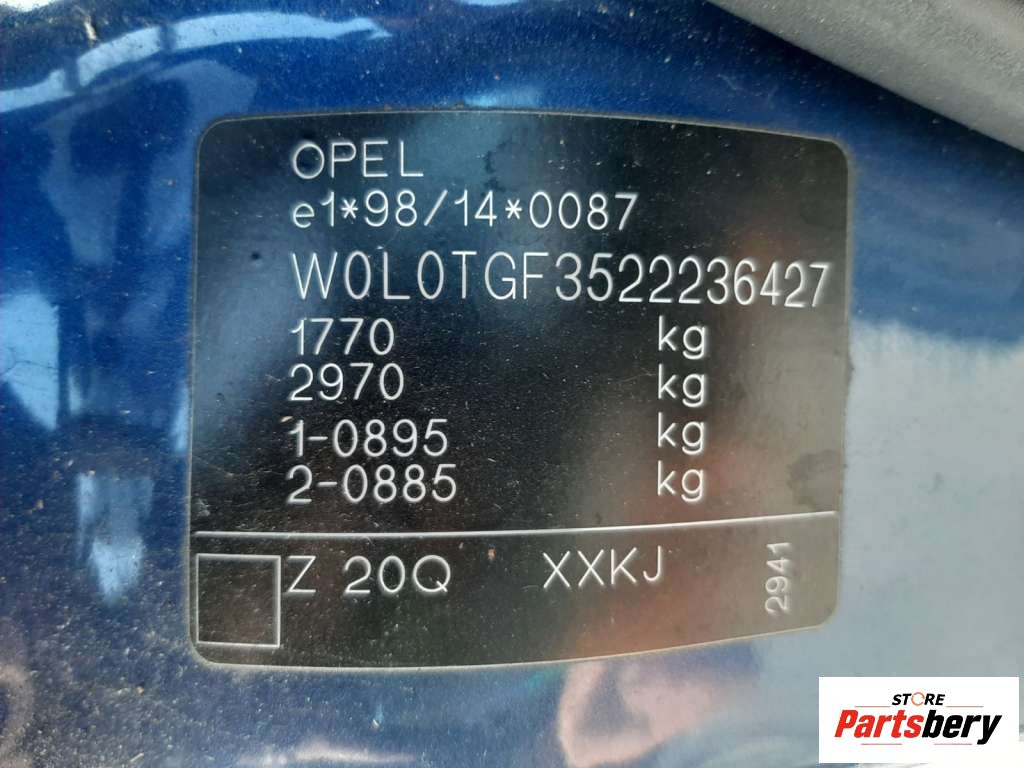 OPEL
e1*98/14*0087
W0L0TGF3522236427
1770 kg
2970 kg
1-0895 kg
2-0885 kg
Z 20Q XXKJ
2941
STORE
Partsbery